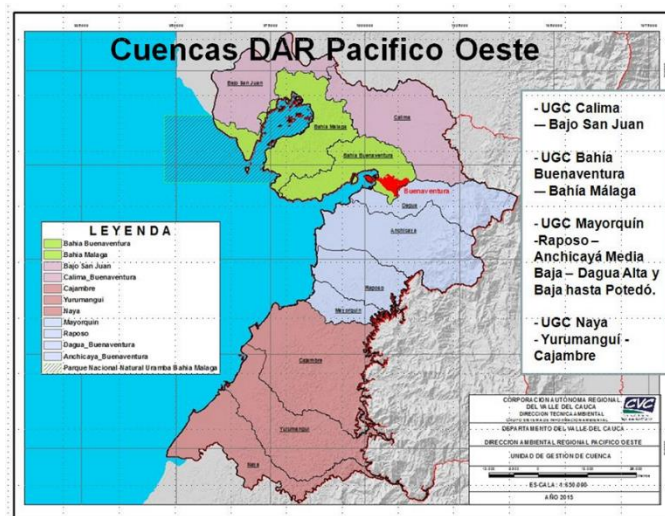 Cuencas DAR Pacifico Oeste
Bajo San Juan
Calima
Bahia Malaga
Bahia Buenaventura
Buenaventura
Dagua
Anchicaya
Raposo
Mayorquin
Cajambre
Yurumangui
Naya
- UGC Calima
— Bajo San Juan
- UGC Bahía
Buenaventura
— Bahía Málaga
- UGC Mayorquín
-Raposo –
Anchicayá Media
Baja – Dagua Alta y
Baja hasta Potedó.
- UGC Naya
- Yurumanguí -
Cajambre
LEYENDA
Bahia Buenaventura
Bahia Malaga
Bajo San Juan
Calima_Buenaventura
Cajambre
Yurumangui
Naya
Mayorquin
Raposo
Dagua_Buenaventura
Anchicaya_Buenaventura
Parque Nacional Natural Uramba Bahia Malaga
CORPORACION AUTÓNOMA REGIONAL
DEL VALLE DEL CAUCA
DIRECCION TECNICA AMBIENTAL
CVC
DEPARTAMENTO DEL VALLE DEL CAUCA
DIRECCION AMBIENTAL REGIONAL PACIFICO OESTE
UNIDAD DE GESTIÓN DE CUENCA
ESCALA: 1:630.000
AÑO 2013